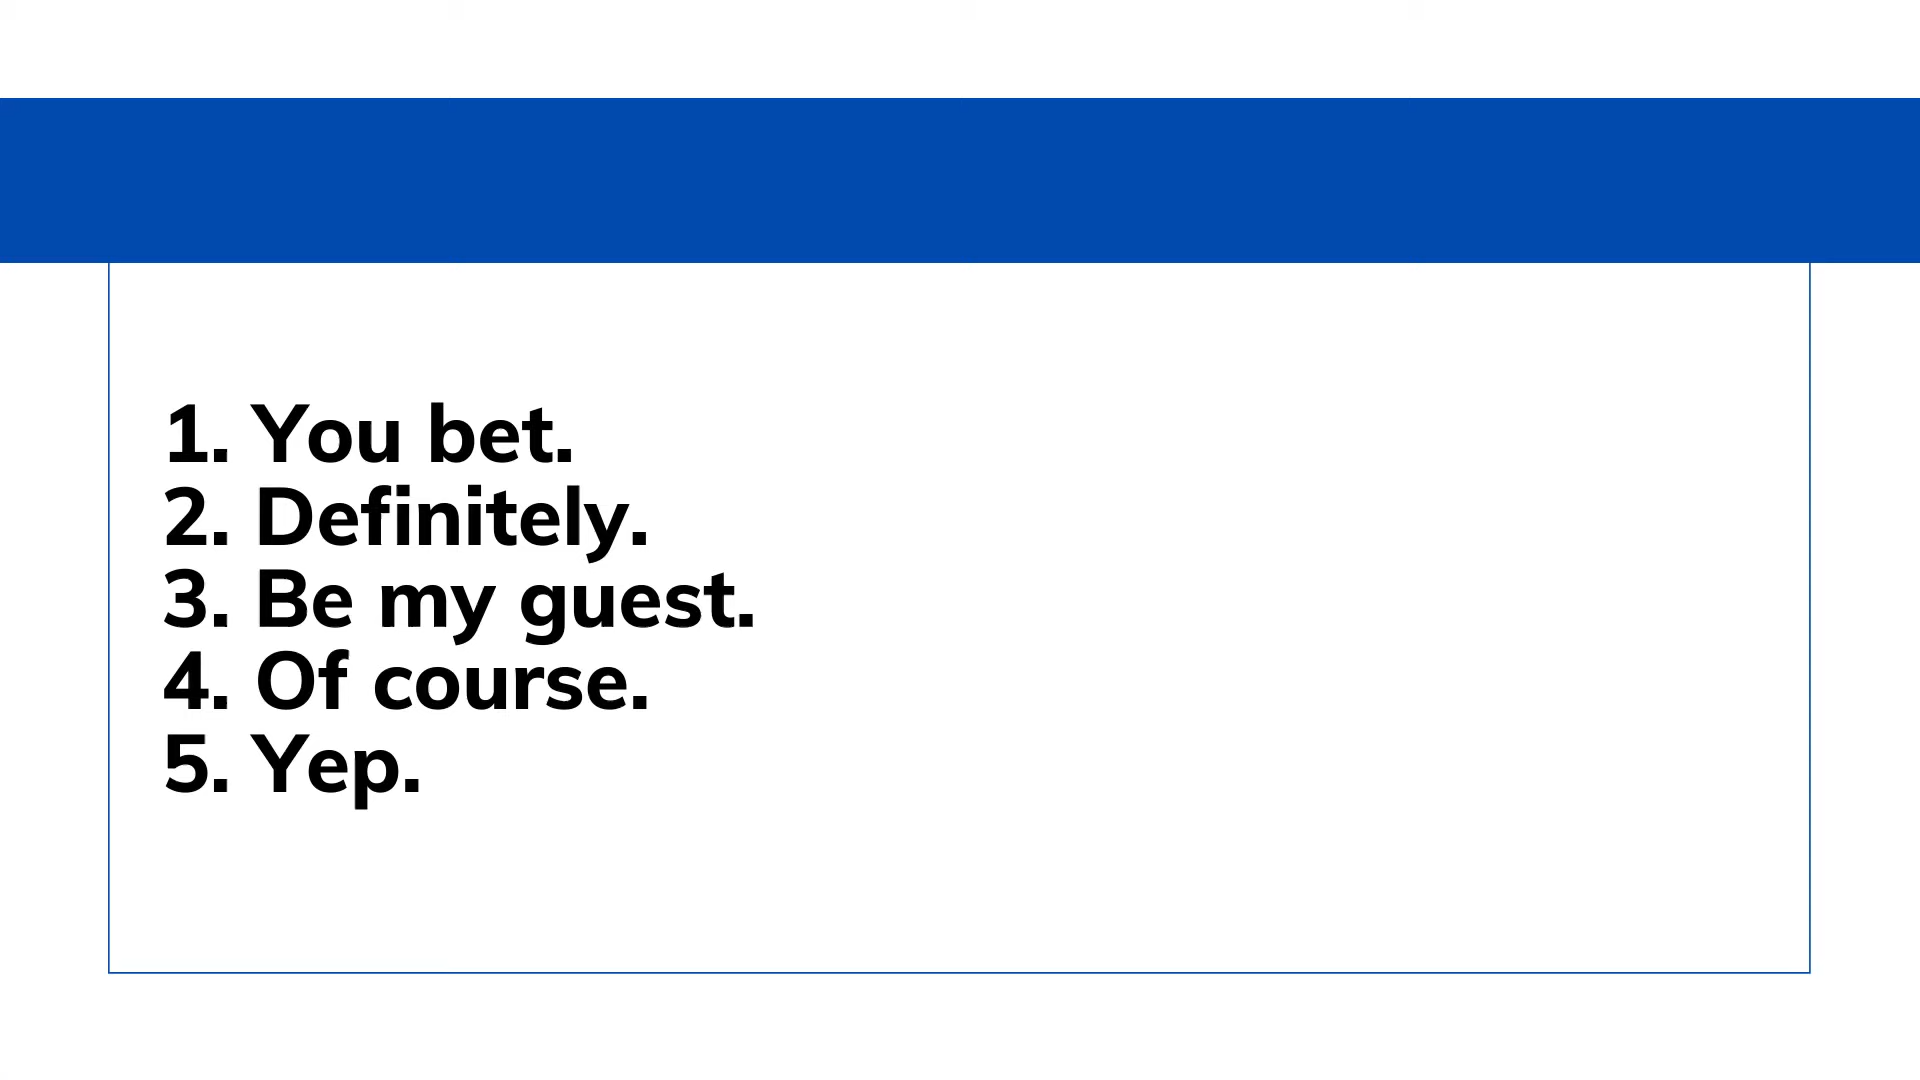 1. You bet.
2. Definitely.
3. Be my guest.
4. Of course.
5. Yep.